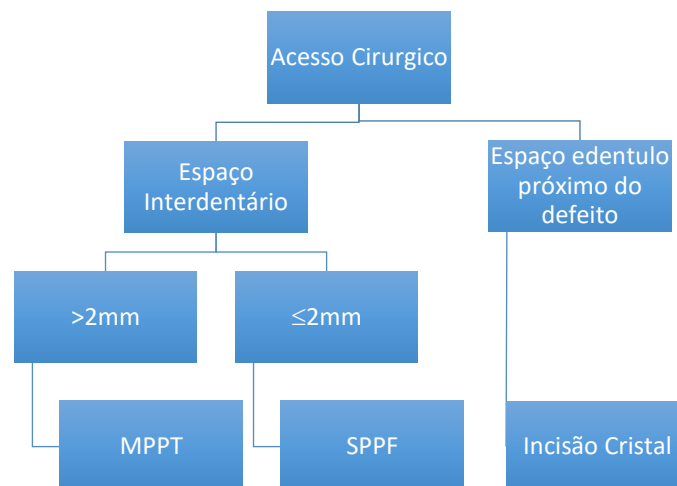 Acesso Cirurgico
Espaço
Interdentário
Espaço edentulo
próximo do
defeito
>2mm
≤2mm
MPPT
SPPF
Incisão Cristal